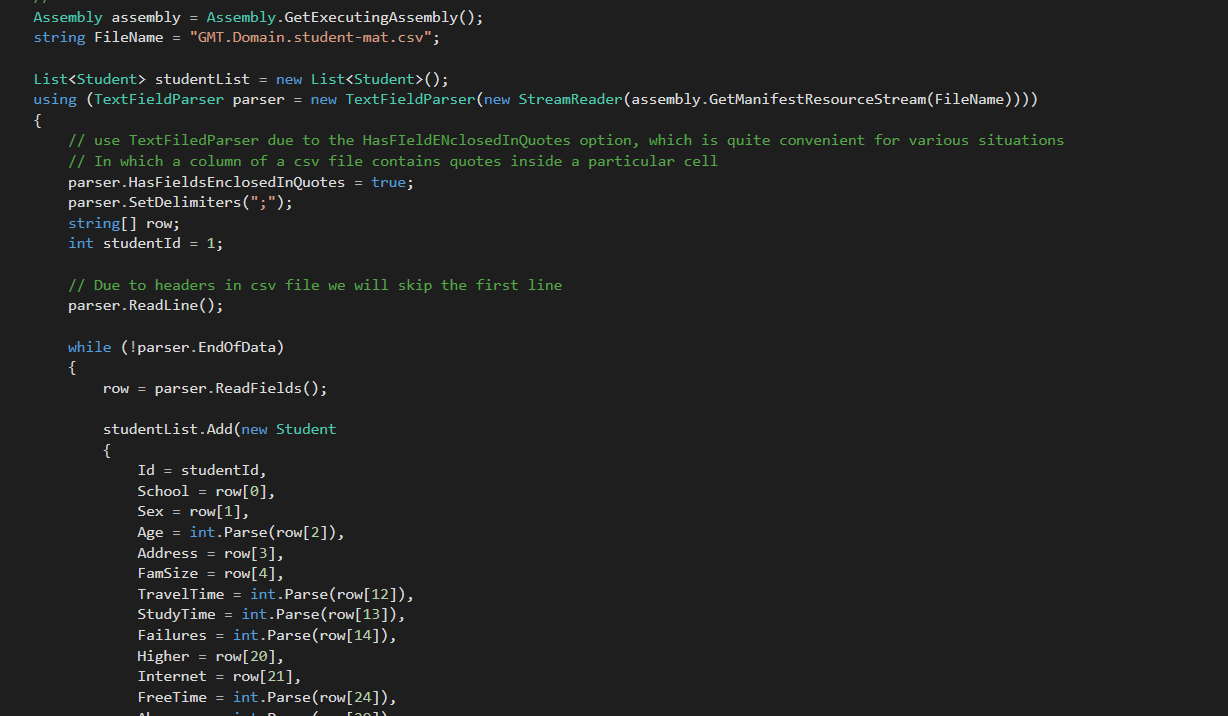 //
Assembly assembly = Assembly.GetExecutingAssembly();
string FileName = "GMT.Domain.student-mat.csv";
List<Student> studentList = new List<Student>();
using (TextFieldParser parser = new TextFieldParser(new StreamReader(assembly.GetManifestResourceStream(FileName))))
{
// use TextFiledParser due to the HasFIeldENclosedInQuotes option, which is quite convenient for various situations
// In which a column of a csv file contains quotes inside a particular cell
parser.HasFieldsEnclosedInQuotes = true;
parser.SetDelimiters(";");
string[] row;
int studentId = 1;
// Due to headers in csv file we will skip the first line
parser.ReadLine();
while (!parser.EndOfData)
{
row = parser.ReadFields();
studentList.Add(new Student
{
Id = studentId,
School = row[0],
Sex = row[1],
Age = int.Parse(row[2]),
Address = row[3],
FamSize = row[4],
TravelTime = int.Parse(row[12]),
StudyTime = int.Parse(row[13]),
Failures = int.Parse(row[14]),
Higher = row[20],
Internet = row[21],
FreeTime = int.Parse(row[24]),